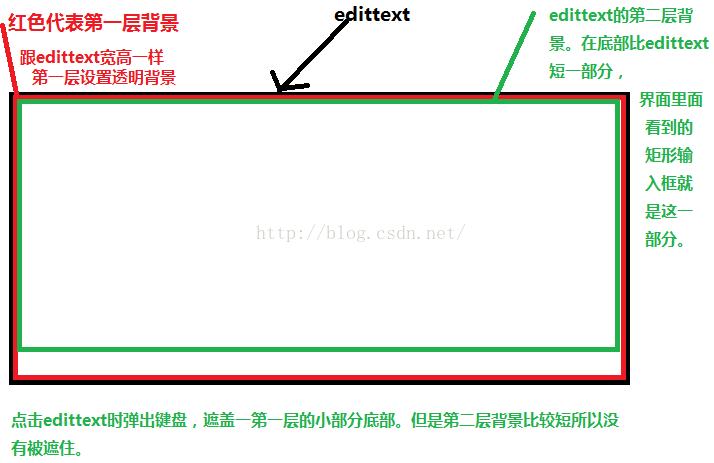 红色代表第一层背景
跟edittext宽高一样
第一层设置透明背景
edittext
edittext的第二层背
景。在底部比edittext
短一部分，
界面里面
看到的
矩形输
入框就
是这一
部分。
http://blog.csdn.net/
点击edittext时弹出键盘，遮盖一第一层的小部分底部。但是第二层背景比较短所以没
有被遮住。